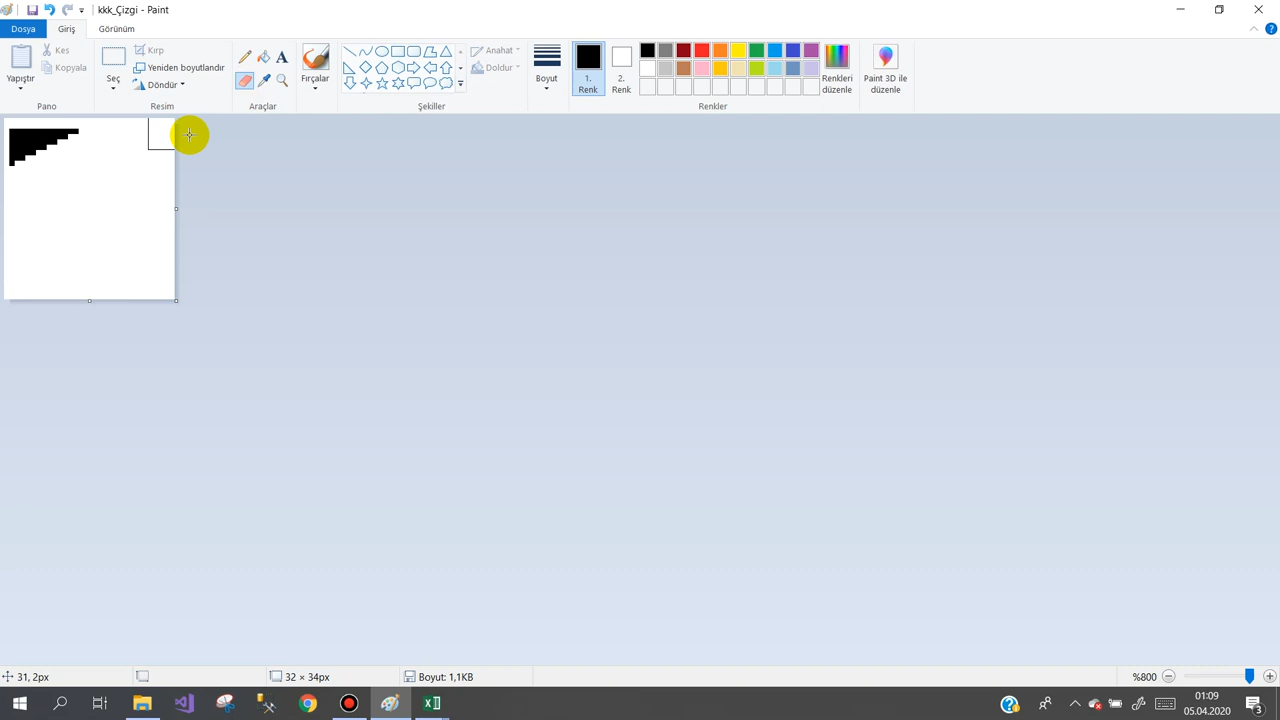 kkk_Çizgi - Paint
Dosya Giriş Görünüm
Yapıştır
Kes
Kopyala
Pano
Seç
Kırp
Yeniden boyutlandır
Döndür
Resim
A
Araçlar
Fırçalar
Şekiller
Anahat
Doldur
Boyut
1.
Renk
2.
Renk
Renkler
Renkleri
düzenle
Paint 3D ile
düzenle
31, 2px
32 × 34px
Boyut: 1,1KB
%800
01:09
05.04.2020
3